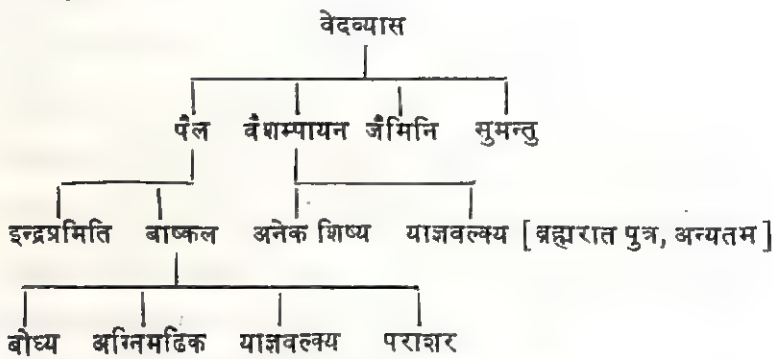 वेदव्यास
पैल वैशम्पायन जैमिनि सुमन्तु
इन्द्रप्रमिति बाष्कल अनेक शिष्य याज्ञवल्क्य [ ब्रह्मरात पुत्र, अन्यतम ]
बोध्य अग्निमढिक याज्ञवल्क्य पराशर